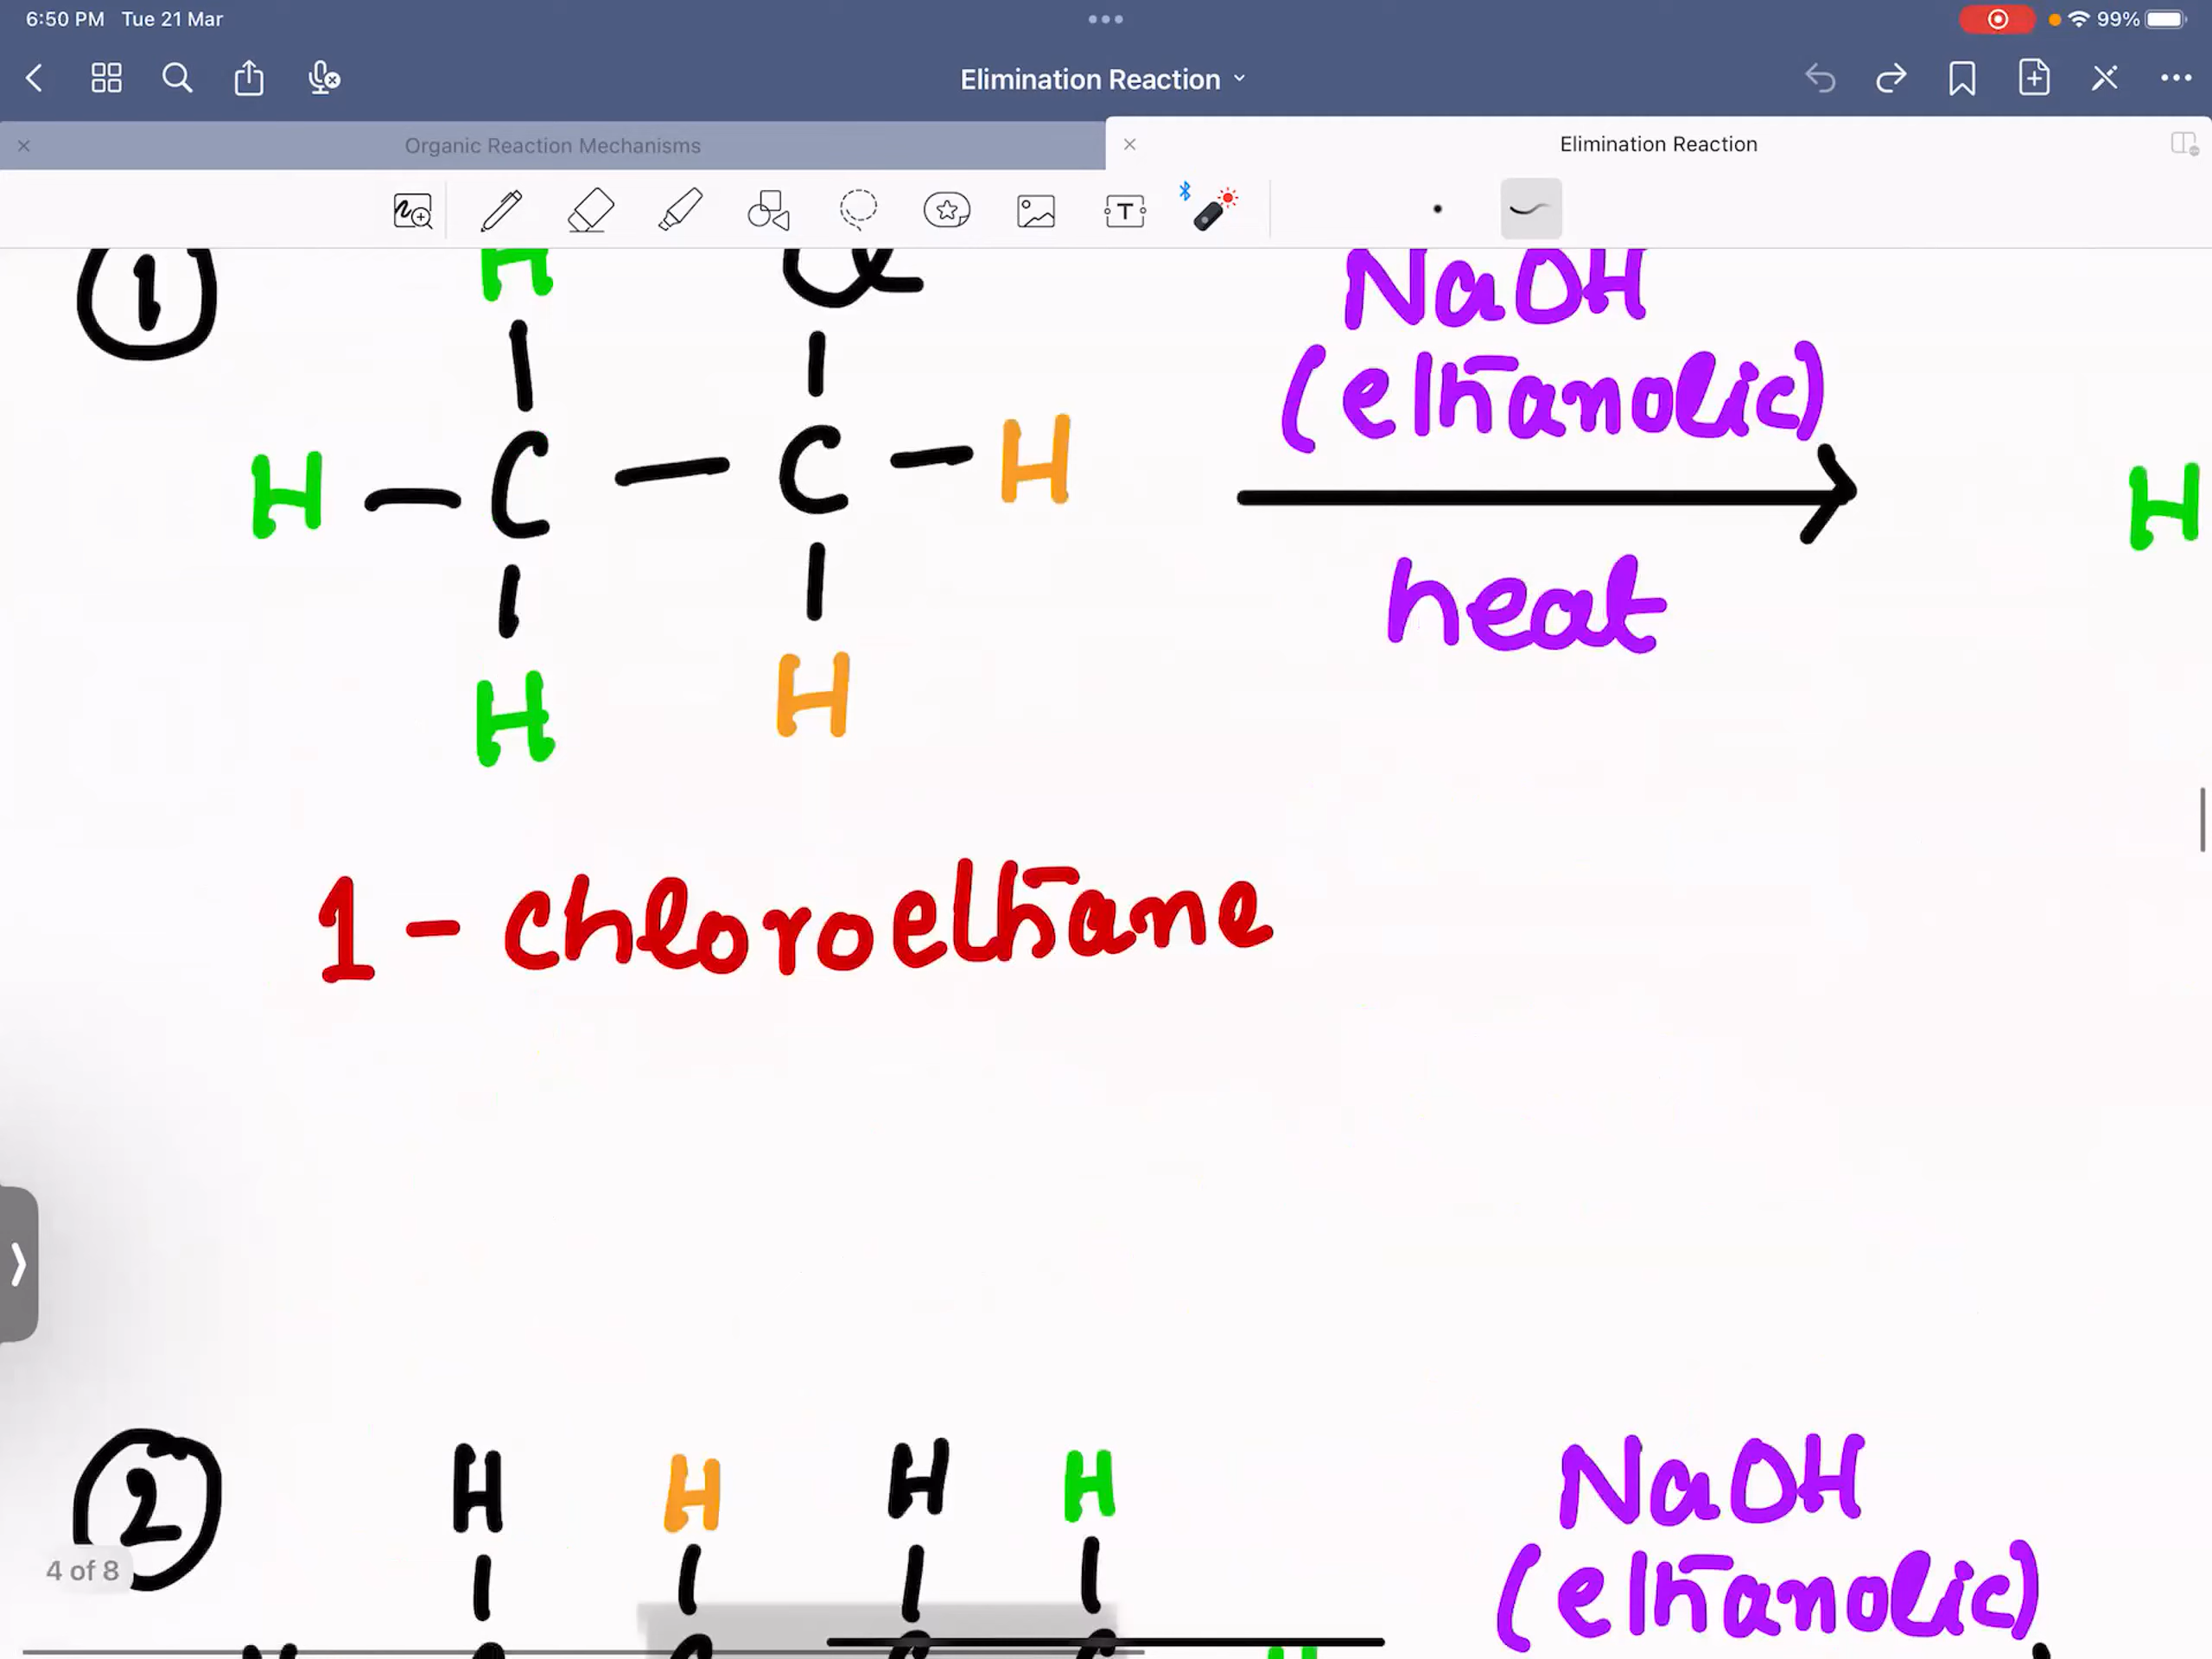 6:50 PM Tue 21 Mar
99%
Elimination Reaction
Organic Reaction Mechanisms
Elimination Reaction
T
1
H Cl
NaOH
(ethanolic)
H - C - C - H
H
heat
H H
1 - chloroethane
2
H H H H
NaOH
4 of 8
(ethanolic)